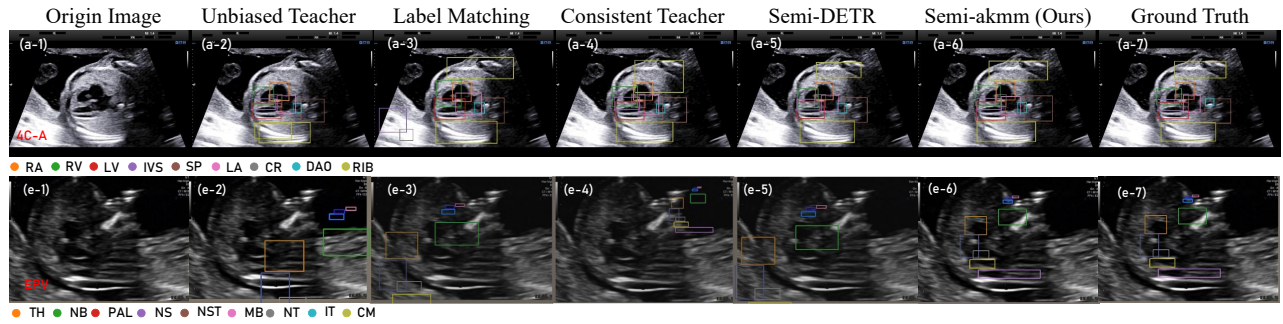 Origin Image Unbiased Teacher Label Matching Consistent Teacher Semi-DETR Semi-akmm (Ours) Ground Truth
(a-1) (a-2) (a-3) (a-4) (a-5) (a-6) (a-7)
4C-A
RA RV LV IVS SP LA CR DAO RIB
(e-1) (e-2) (e-3) (e-4) (e-5) (e-6) (e-7)
EPV
TH NB PAL NS NST MB NT IT CM